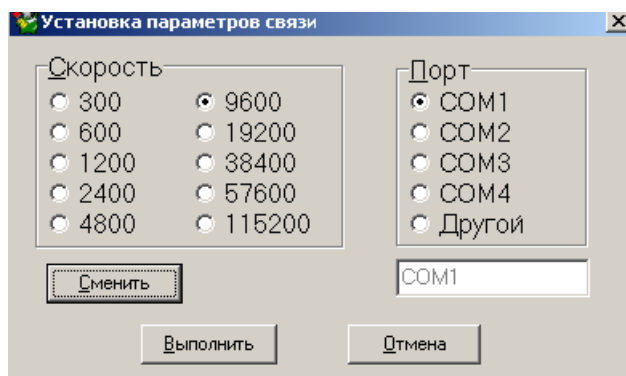 Установка параметров связи
Скорость
300
600
1200
2400
4800
9600
19200
38400
57600
115200
Порт
COM1
COM2
COM3
COM4
Другой
COM1
Сменить
Выполнить
Отмена